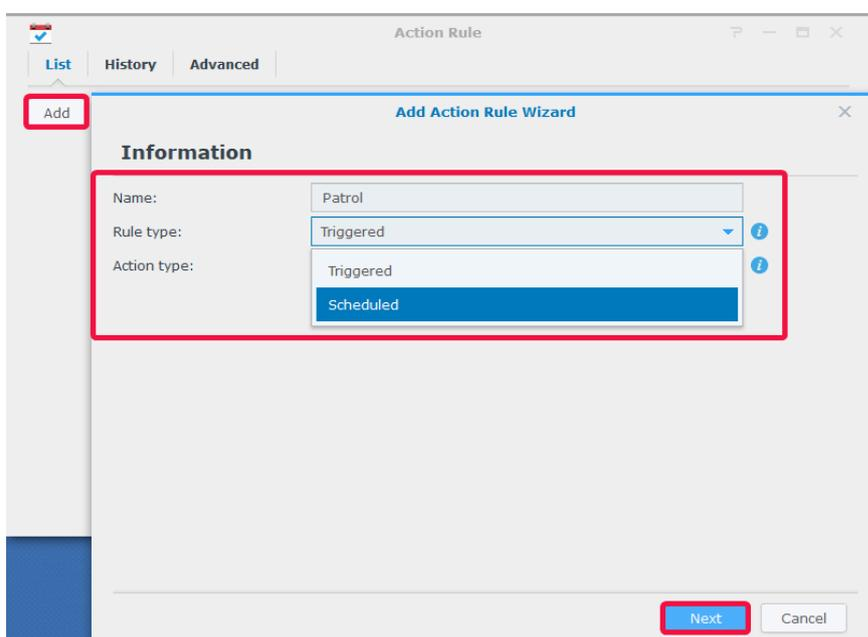 Action Rule
List History Advanced
Add
Add Action Rule Wizard
Information
Name: Patrol
Rule type: Triggered
Action type:
Triggered
Scheduled
Next Cancel